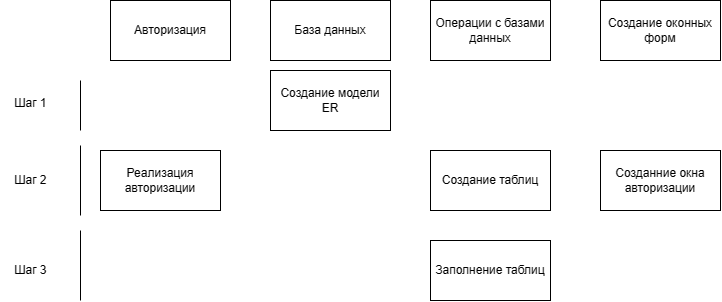 Авторизация
База данных
Операции с базами
данных
Создание оконных
форм
Шаг 1
Создание модели
ER
Шаг 2
Реализация
авторизации
Создание таблиц
Созданние окна
авторизации
Шаг 3
Заполнение таблиц